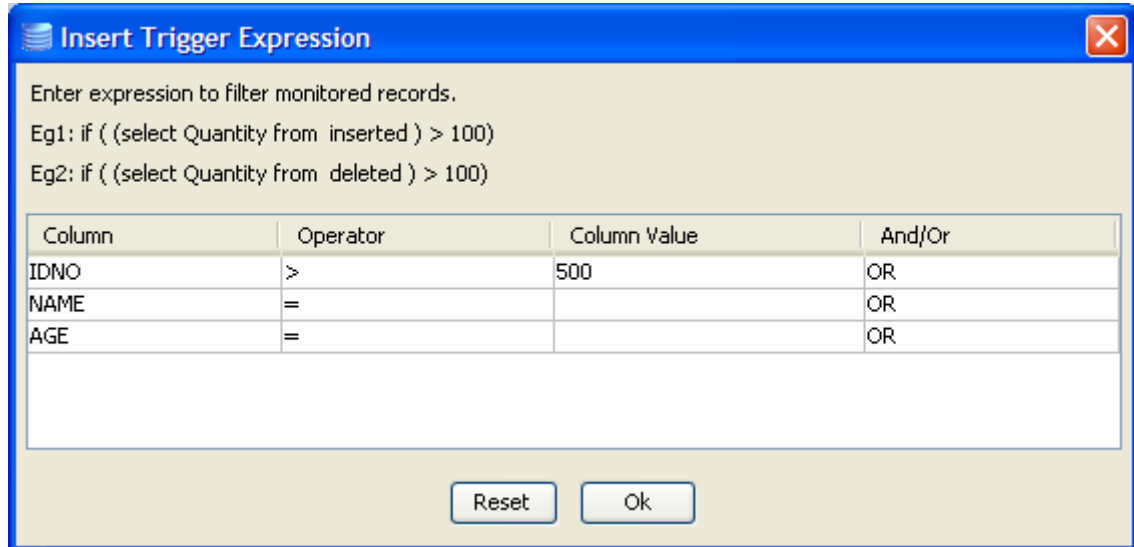 Insert Trigger Expression
Enter expression to filter monitored records.
Eg1: if ( (select Quantity from inserted ) > 100)
Eg2: if ( (select Quantity from deleted ) > 100)
Column Operator Column Value And/Or
IDNO > 500 OR
NAME = OR
AGE = OR
Reset Ok